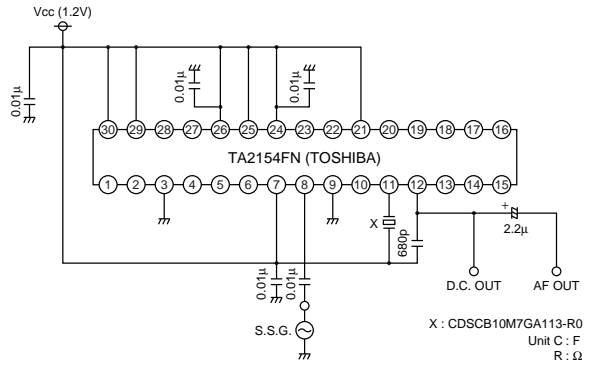 Vcc (1.2V)
0.01μ
0.01μ
0.01μ
30 29 28 27 26 25 24 23 22 21 20 19 18 17 16
TA2154FN (TOSHIBA)
1 2 3 4 5 6 7 8 9 10 11 12 13 14 15
X
680p
+
2.2μ
0.01μ
0.01μ
D.C. OUT
AF OUT
S.S.G.
X : CDSCB10M7GA113-R0
Unit C : F
R : Ω